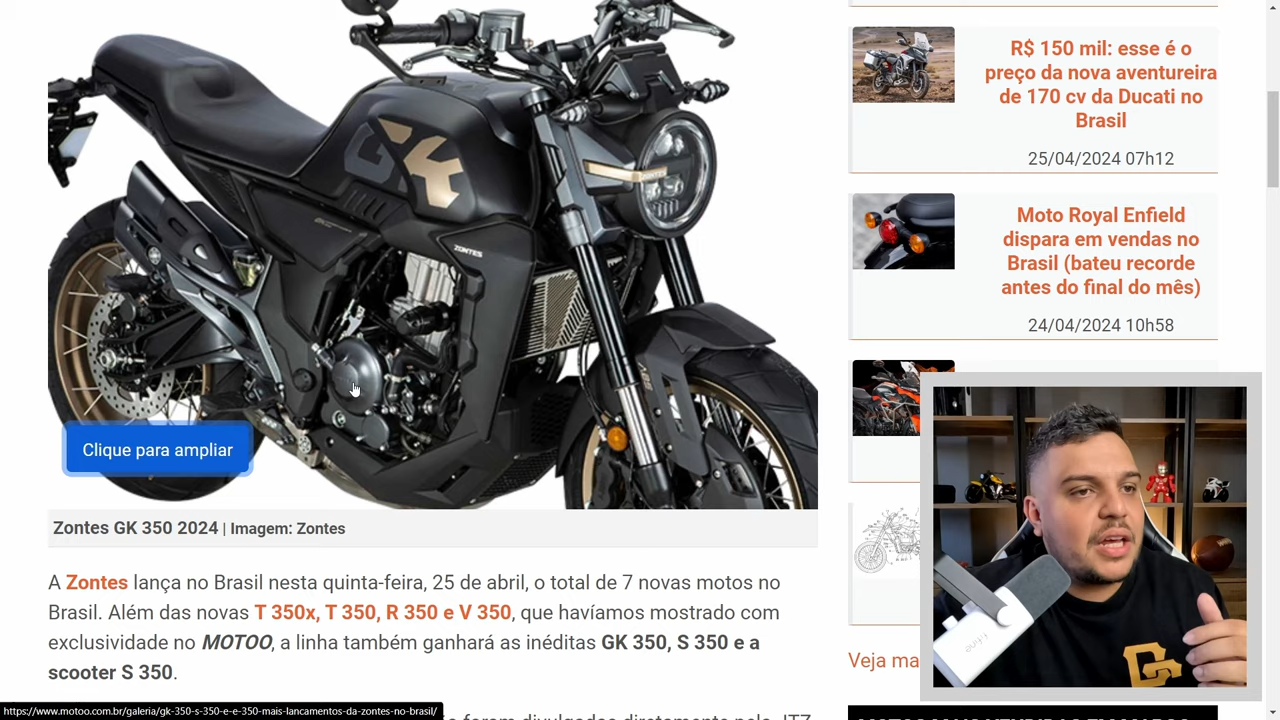 GK
ZONTES
ZONTES
Clique para ampliar
Zontes GK 350 2024 | Imagem: Zontes
A Zontes lança no Brasil nesta quinta-feira, 25 de abril, o total de 7 novas motos no
Brasil. Além das novas T 350x, T 350, R 350 e V 350, que havíamos mostrado com
exclusividade no MOTOO, a linha também ganhará as inéditas GK 350, S 350 e a
scooter S 350.
https://www.motoo.com.br/galeria/gk-350-s-350-e-e-350-mais-lancamentos-da-zontes-no-brasil/
R$ 150 mil: esse é o
preço da nova aventureira
de 170 cv da Ducati no
Brasil
25/04/2024 07h12
Moto Royal Enfield
dispara em vendas no
Brasil (bateu recorde
antes do final do mês)
24/04/2024 10h58
Veja ma
fifine